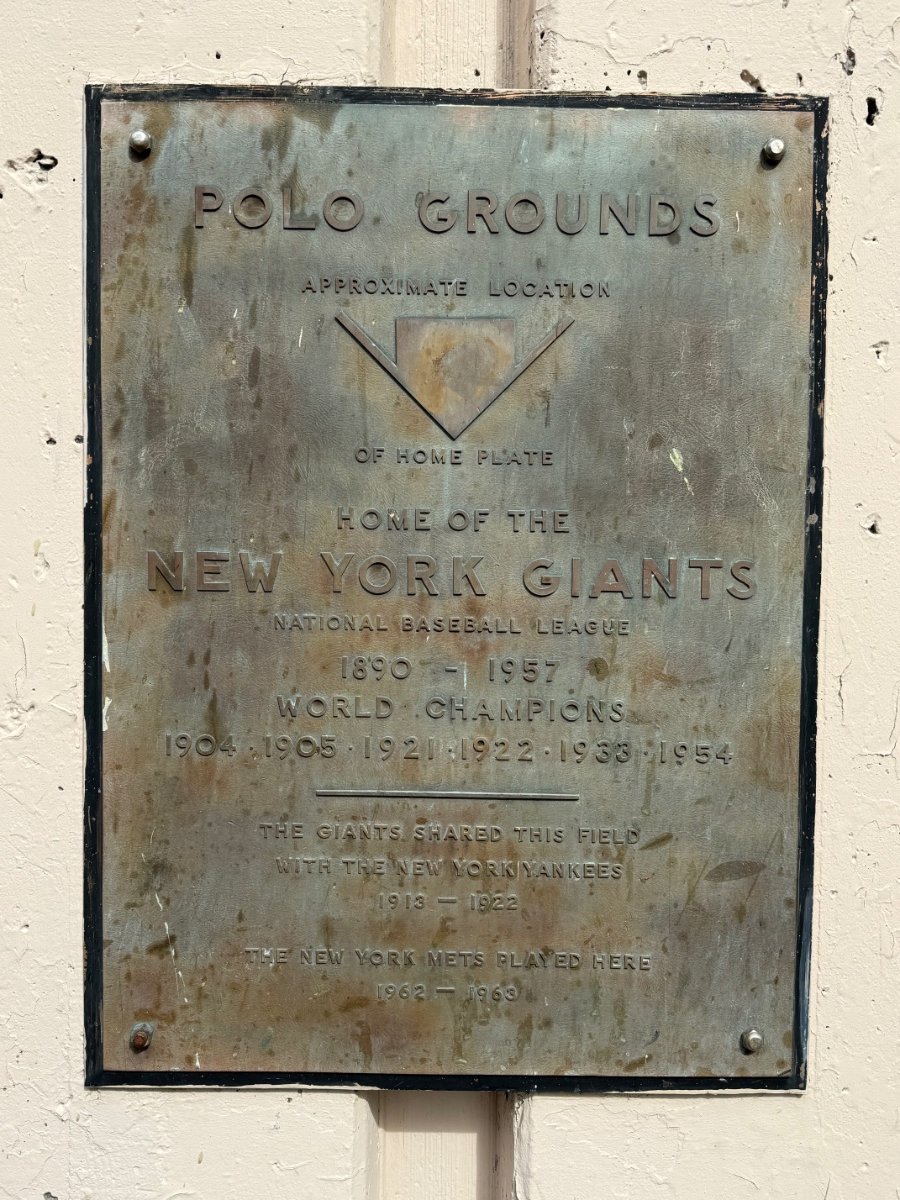 POLO GROUNDS
APPROXIMATE LOCATION
OF HOME PLATE
HOME OF THE
NEW YORK GIANTS
NATIONAL BASEBALL LEAGUE
1890 - 1957
WORLD CHAMPIONS
1904 · 1905 · 1921 · 1922 · 1933 · 1954
THE GIANTS SHARED THIS FIELD
WITH THE NEW YORK YANKEES
1913 — 1922
THE NEW YORK METS PLAYED HERE
1962 — 1963